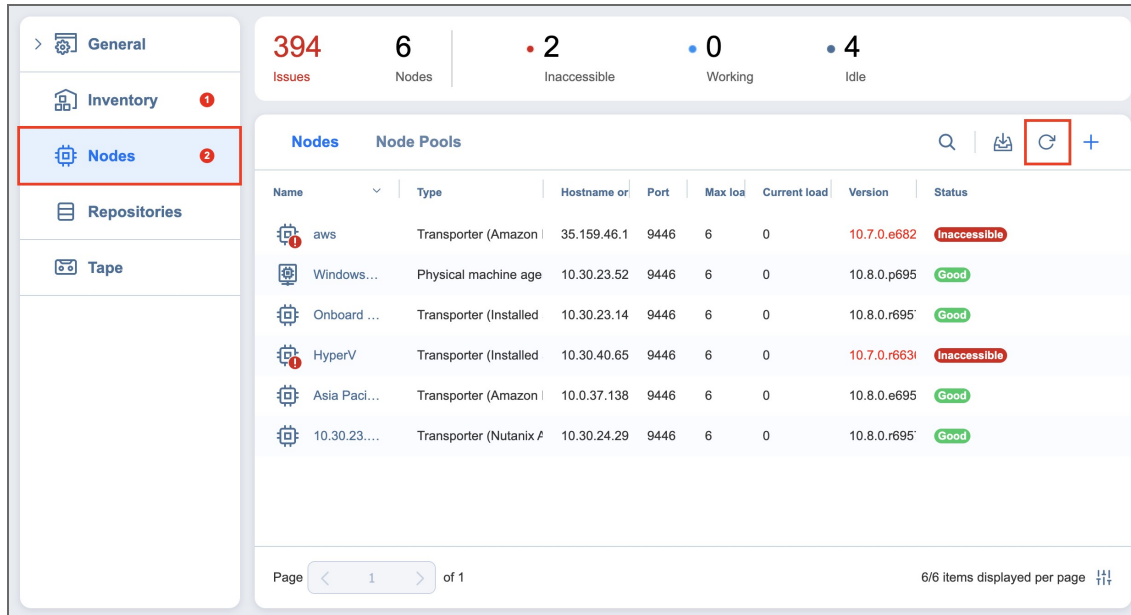 General
Inventory 1
Nodes 2
Repositories
Tape
394 6 2 0 4
Issues Nodes Inaccessible Working Idle
Nodes Node Pools
Name Type Hostname or Port Max loa Current load Version Status
aws Transporter (Amazon 35.159.46.1 9446 6 0 10.7.0.e682 Inaccessible
Windows... Physical machine age 10.30.23.52 9446 6 0 10.8.0.p695 Good
Onboard ... Transporter (Installed 10.30.23.14 9446 6 0 10.8.0.r695 Good
HyperV Transporter (Installed 10.30.40.65 9446 6 0 10.7.0.r663 Inaccessible
Asia Paci... Transporter (Amazon 10.0.37.138 9446 6 0 10.8.0.e695 Good
10.30.23.... Transporter (Nutanix 10.30.24.29 9446 6 0 10.8.0.r695 Good
Page 1 of 1
6/6 items displayed per page